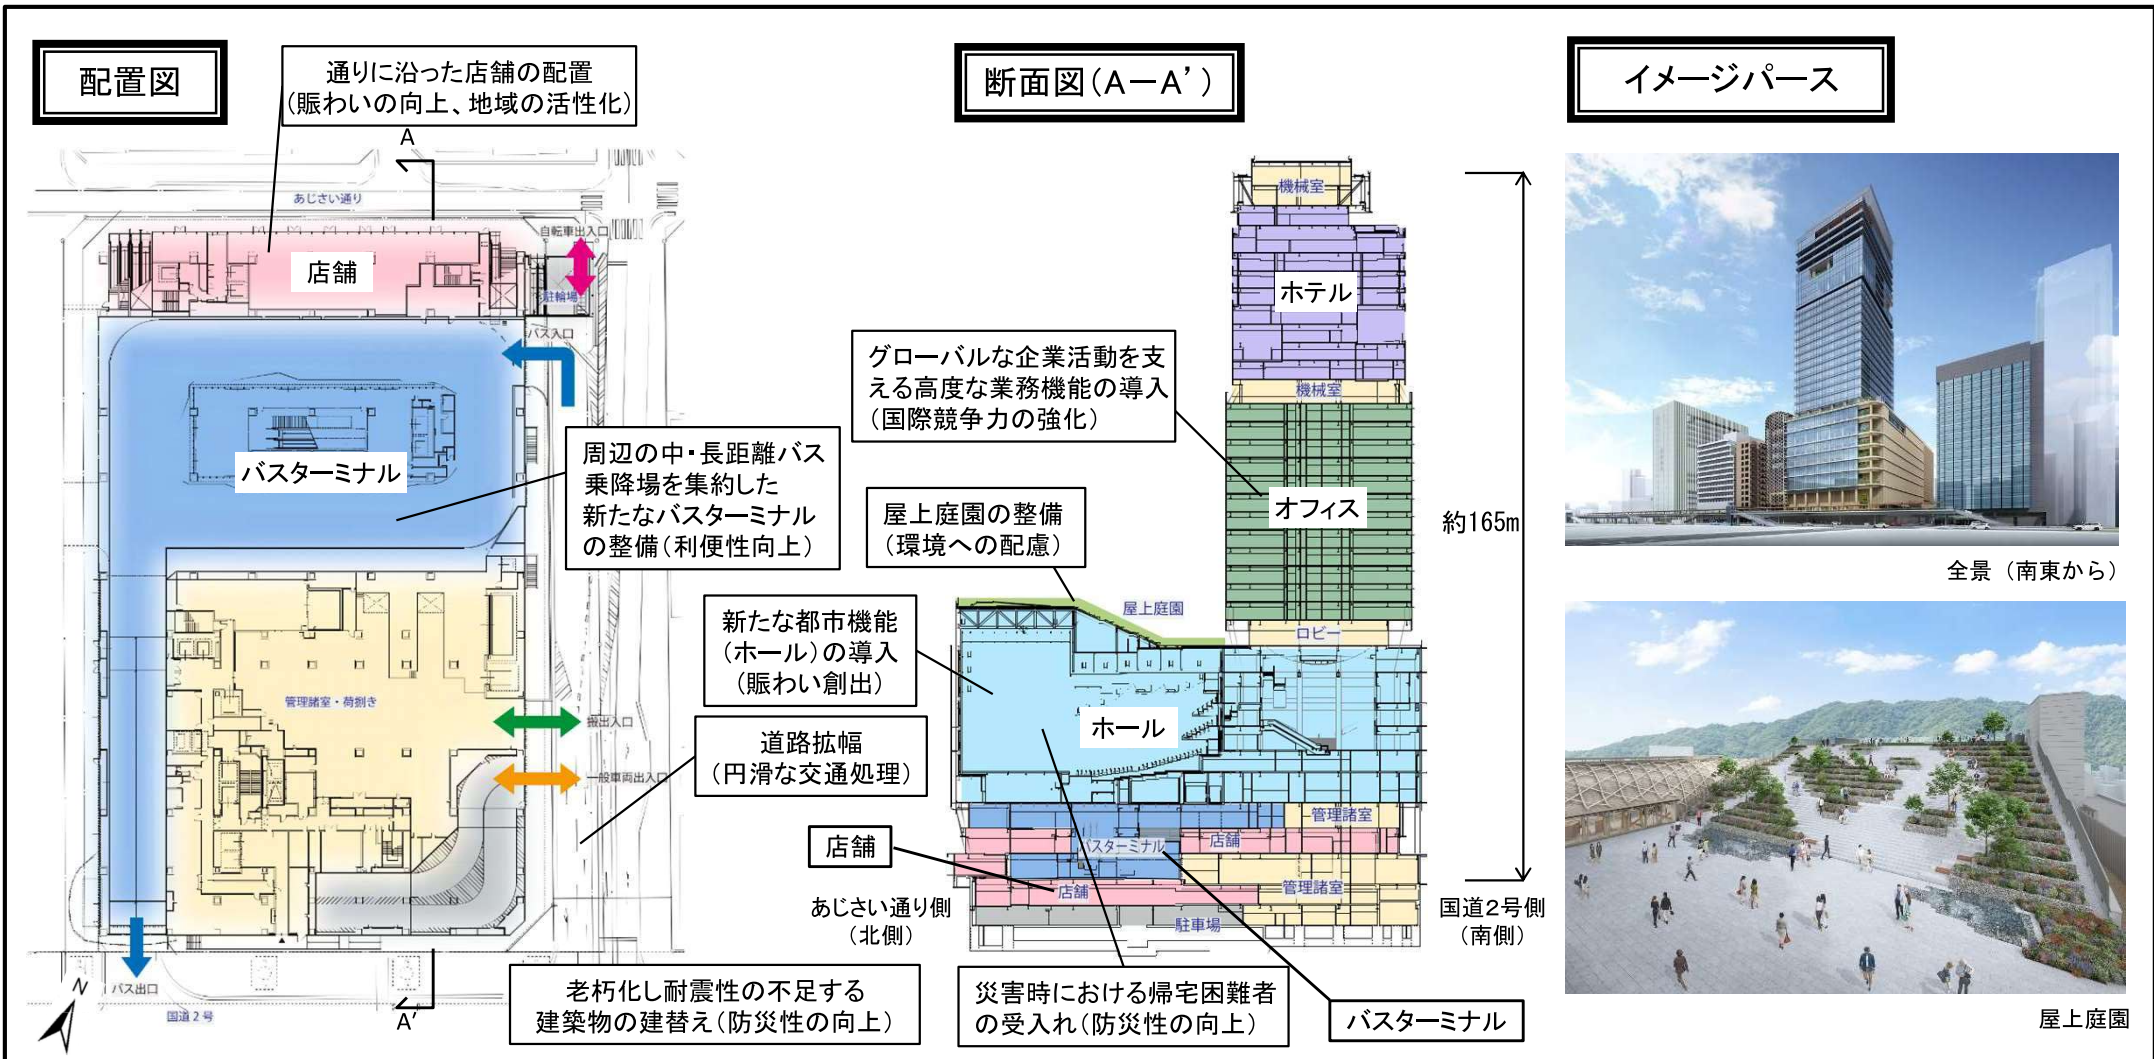 配置図
通りに沿った店舗の配置
(賑わいの向上、地域の活性化)
A
あじさい通り
自転車出入口
店舗
駐輪場
バス入口
バスターミナル
周辺の中・長距離バス
乗降場を集約した
新たなバスターミナル
の整備(利便性向上)
管理諸室・荷捌き
搬出入口
一般車両出入口
道路拡幅
(円滑な交通処理)
バス出口
N
国道2号
A'
老朽化し耐震性の不足する
建築物の建替え(防災性の向上)
断面図(A－A’)
機械室
ホテル
機械室
グローバルな企業活動を支
える高度な業務機能の導入
(国際競争力の強化)
オフィス
約165m
屋上庭園の整備
(環境への配慮)
屋上庭園
ロビー
新たな都市機能
(ホール)の導入
(賑わい創出)
ホール
管理諸室
店舗
バスターミナル
店舗
店舗
管理諸室
駐車場
あじさい通り側
(北側)
国道2号側
(南側)
災害時における帰宅困難者
の受入れ(防災性の向上)
バスターミナル
イメージパース
全景（南東から）
屋上庭園